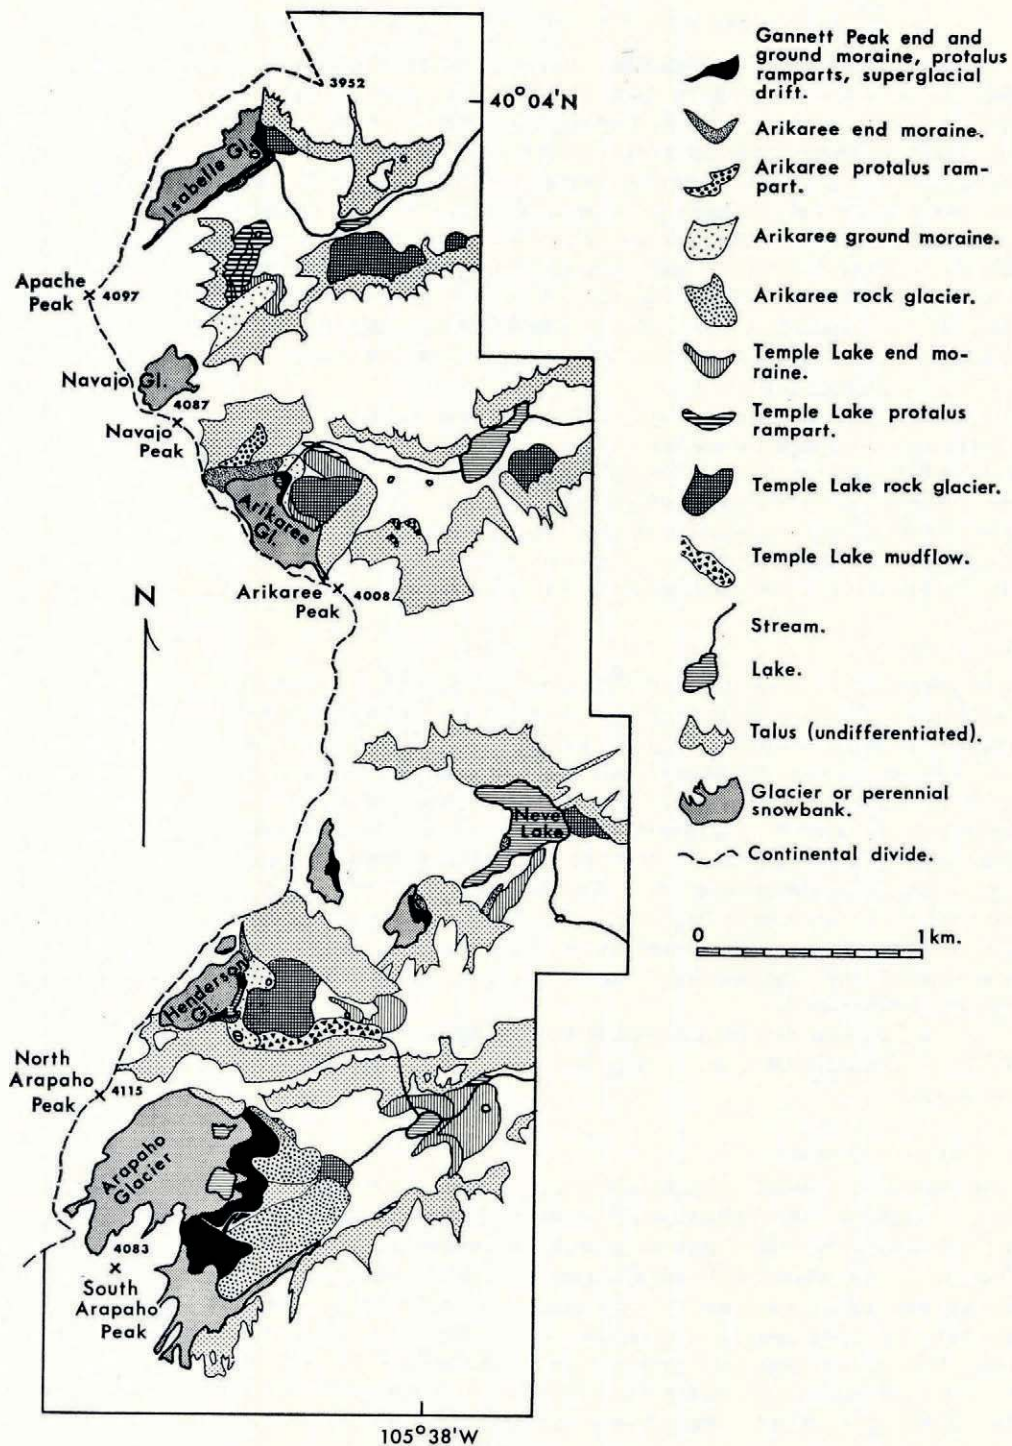 3952
40°04'N
Isabelle Gl.
Apache
Peak
4097
Navajo Gl.
4087
Navajo
Peak
Arikaree
Gl.
Arikaree
Peak
4008
N
Neve
Lake
Henderson
Gl.
North
Arapaho
Peak
4115
Arapaho
Glacier
4083
South
Arapaho
Peak
105°38'W
Gannett Peak end and
ground moraine, protalus
ramparts, superglacial
drift.
Arikaree end moraine.
Arikaree protalus ram-
part.
Arikaree ground moraine.
Arikaree rock glacier.
Temple Lake end mo-
raine.
Temple Lake protalus
rampart.
Temple Lake rock glacier.
Temple Lake mudflow.
Stream.
Lake.
Talus (undifferentiated).
Glacier or perennial
snowbank.
Continental divide.
0 1 km.